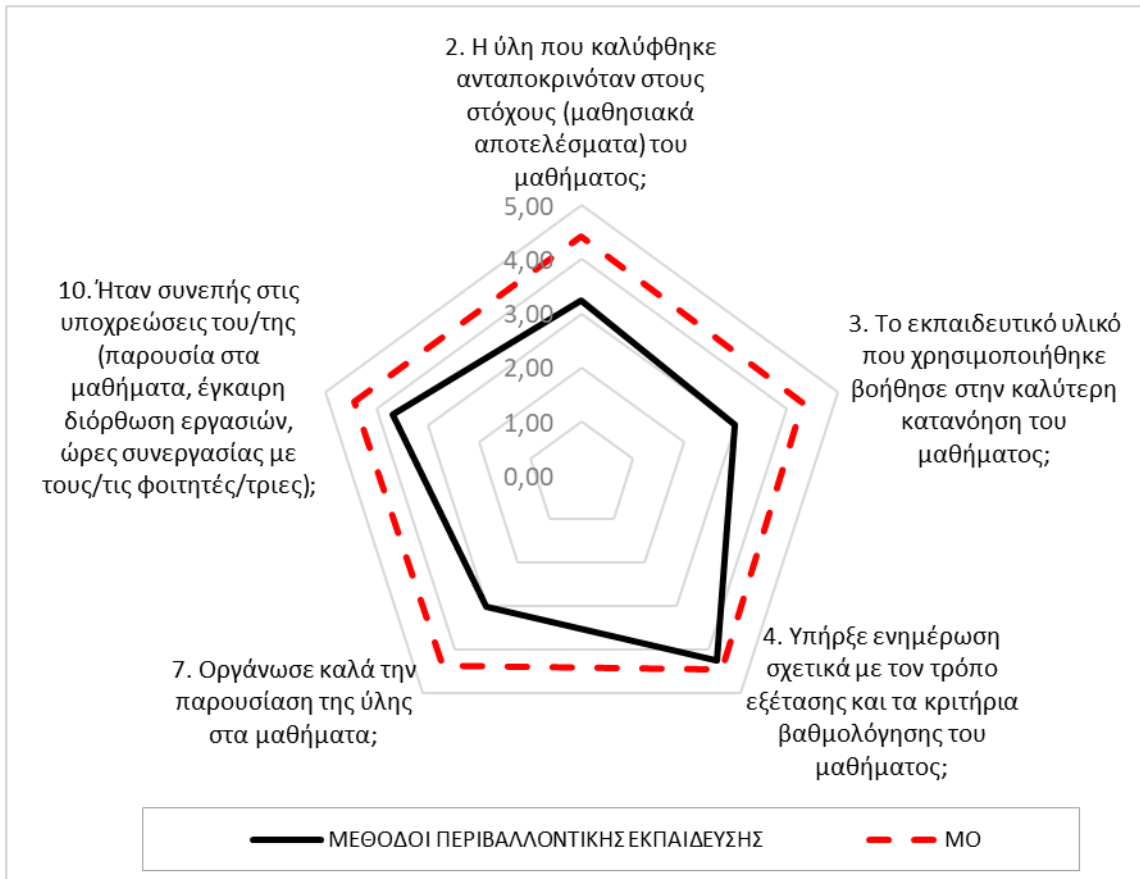 2. Η ύλη που καλύφθηκε
ανταποκρινόταν στους
στόχους (μαθησιακά
αποτελέσματα) του
μαθήματος;
5,00
4,00
3,00
2,00
1,00
0,00
3. Το εκπαιδευτικό υλικό
που χρησιμοποιήθηκε
βοήθησε στην καλύτερη
κατανόηση του
μαθήματος;
4. Υπήρξε ενημέρωση
σχετικά με τον τρόπο
εξέτασης και τα κριτήρια
βαθμολόγησης του
μαθήματος;
7. Οργάνωσε καλά την
παρουσίαση της ύλης
στα μαθήματα;
10. Ήταν συνεπής στις
υποχρεώσεις του/της
(παρουσία στα
μαθήματα, έγκαιρη
διόρθωση εργασιών,
ώρες συνεργασίας με
τους/τις φοιτητές/τριες);
ΜΕΘΟΔΟΙ ΠΕΡΙΒΑΛΛΟΝΤΙΚΗΣ ΕΚΠΑΙΔΕΥΣΗΣ
ΜΟ